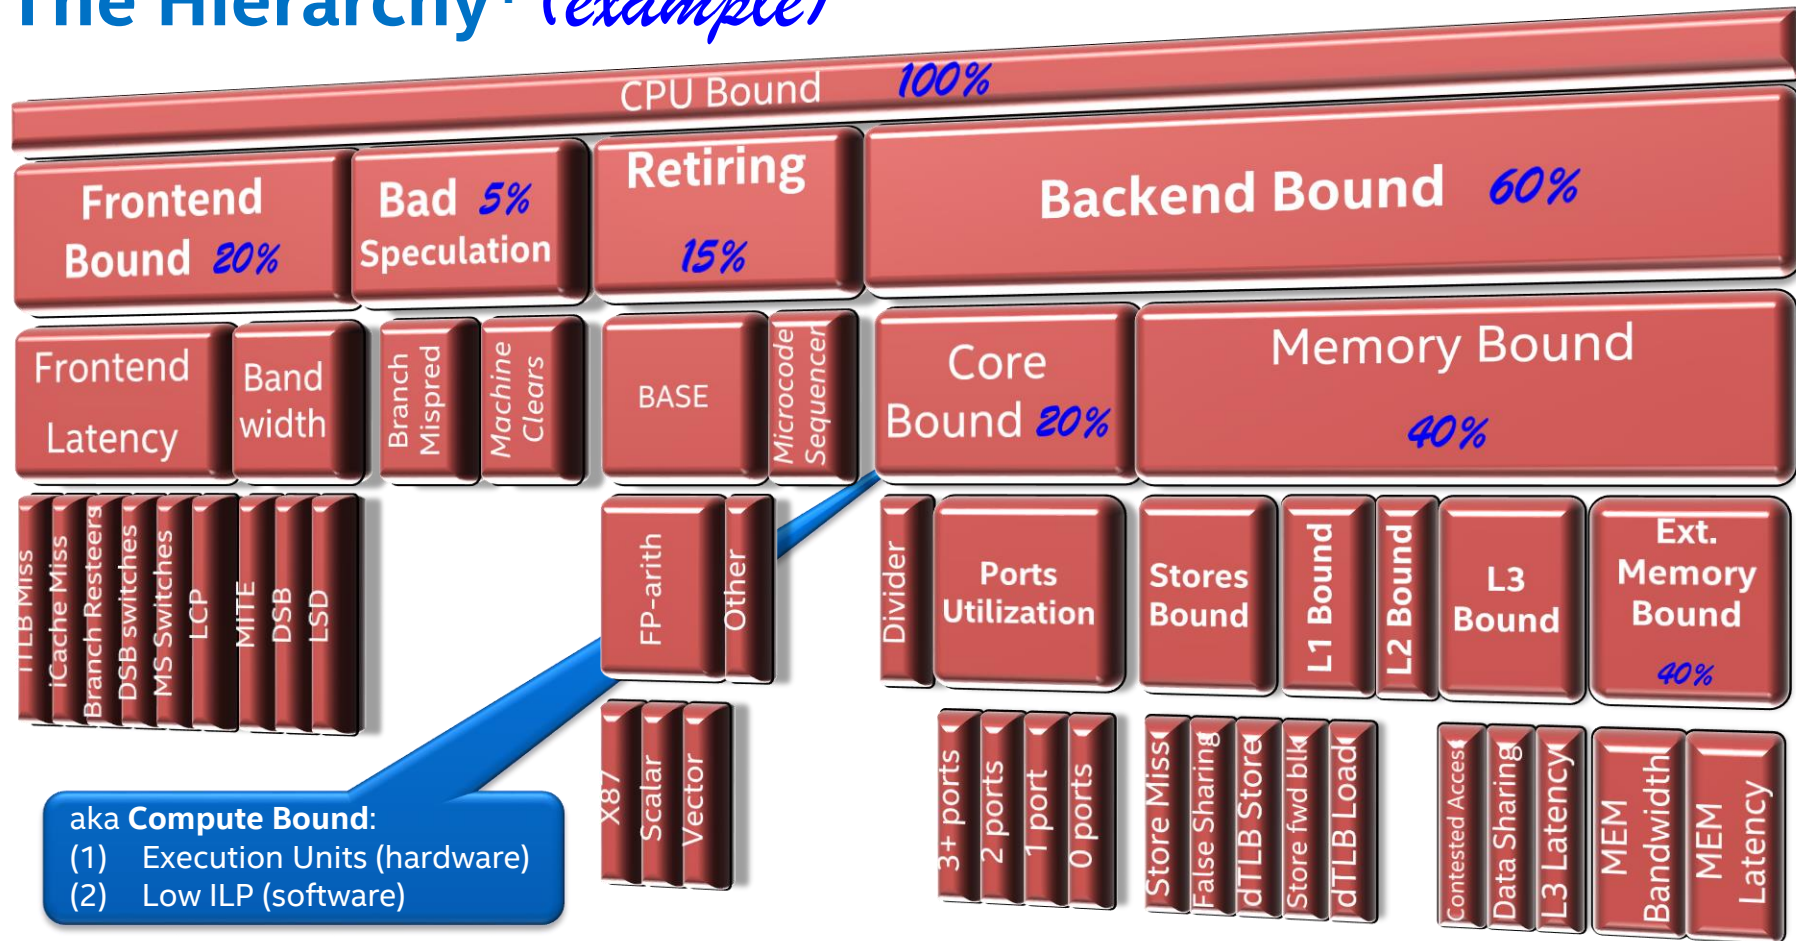 The Hierarchy* (example)
CPU Bound 100%
Frontend
Bound 20%
Bad 5%
Speculation
Retiring
15%
Backend Bound 60%
Frontend
Latency
Band
width
Branch
Mispred
Machine
Clears
BASE
Microcode
Sequencer
Core
Bound 20%
Memory Bound
40%
ITLB Miss
iCache Miss
Branch Resteers
DSB switches
MS Switches
LCP
MITE
DSB
LSD
FP-arith
Other
Divider
Ports
Utilization
Stores
Bound
L1 Bound
L2 Bound
L3
Bound
Ext.
Memory
Bound
40%
X87
Scalar
Vector
3+ ports
2 ports
1 port
0 ports
Store Miss
False Sharing
dTLB Store
Store fwd blk
dTLB Load
Contested Access
Data Sharing
L3 Latency
MEM
Bandwidth
MEM
Latency
aka Compute Bound:
(1) Execution Units (hardware)
(2) Low ILP (software)